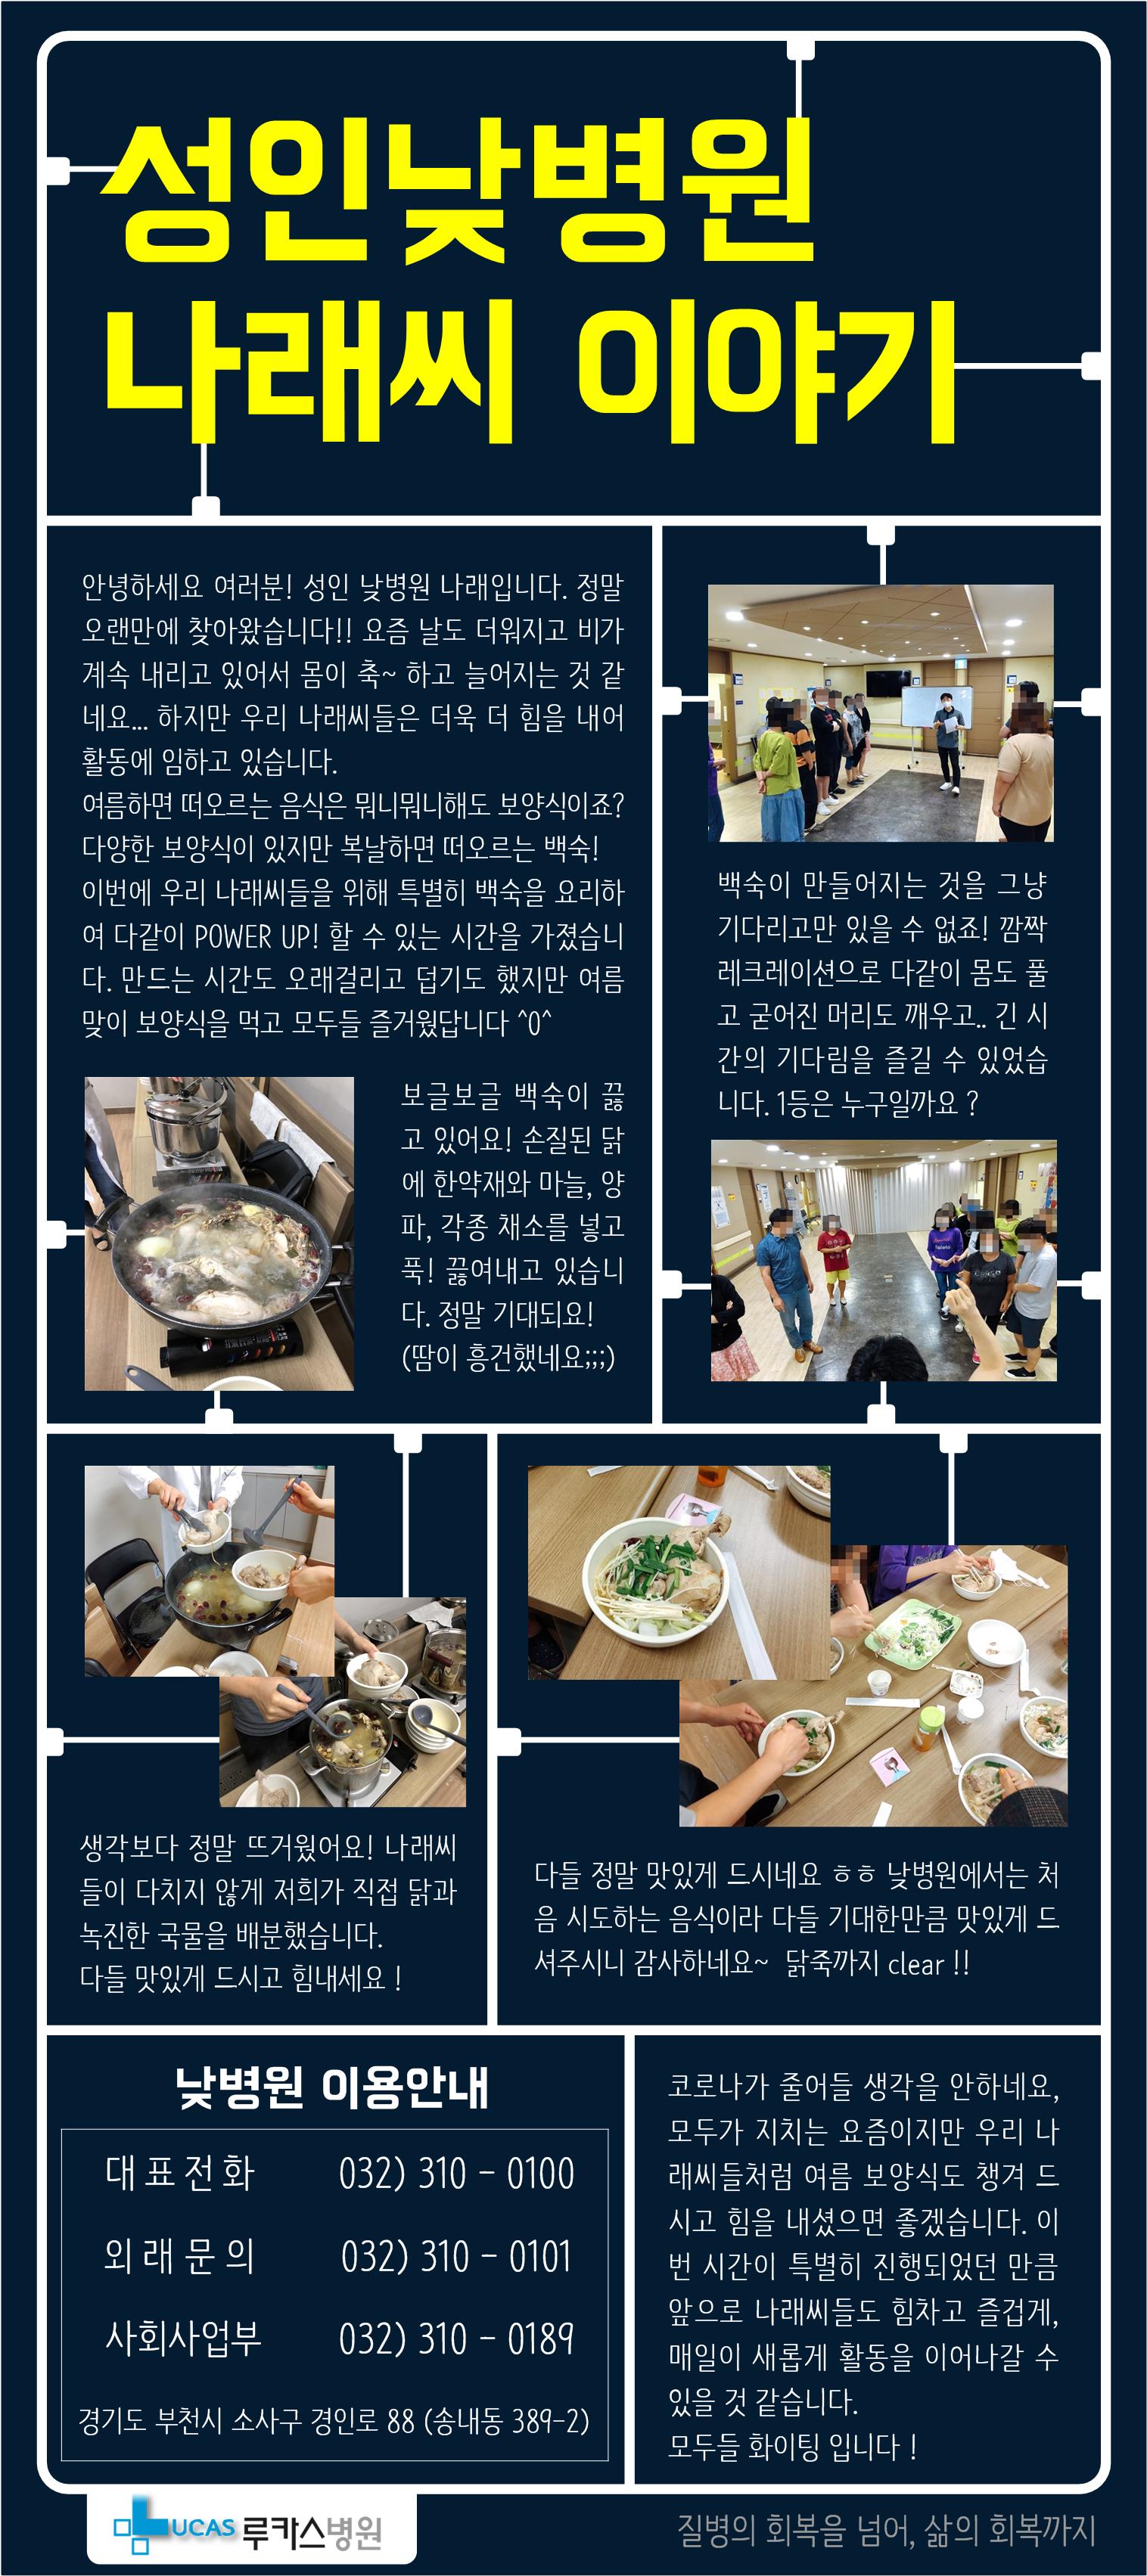 성인낮병원
나래씨 이야기
안녕하세요 여러분! 성인 낮병원 나래입니다. 정말
오랜만에 찾아왔습니다!! 요즘 날도 더워지고 비가
계속 내리고 있어서 몸이 축~ 하고 늘어지는 것 같
네요... 하지만 우리 나래씨들은 더욱 더 힘을 내어
활동에 임하고 있습니다.
여름하면 떠오르는 음식은 뭐니뭐니해도 보양식이죠?
다양한 보양식이 있지만 복날하면 떠오르는 백숙!
이번에 우리 나래씨들을 위해 특별히 백숙을 요리하
여 다같이 POWER UP! 할 수 있는 시간을 가졌습니
다. 만드는 시간도 오래걸리고 덥기도 했지만 여름
맞이 보양식을 먹고 모두들 즐거웠답니다 ^0^
보글보글 백숙이 끓
고 있어요! 손질된 닭
에 한약재와 마늘, 양
파, 각종 채소를 넣고
푹! 끓여내고 있습니
다. 정말 기대되요!
(땀이 흥건했네요;;;)
백숙이 만들어지는 것을 그냥
기다리고만 있을 수 없죠! 깜짝
레크레이션으로 다같이 몸도 풀
고 굳어진 머리도 깨우고.. 긴 시
간의 기다림을 즐길 수 있었습
니다. 1등은 누구일까요 ?
생각보다 정말 뜨거웠어요! 나래씨
들이 다치지 않게 저희가 직접 닭과
녹진한 국물을 배분했습니다.
다들 맛있게 드시고 힘내세요 !
다들 정말 맛있게 드시네요 ㅎㅎ 낮병원에서는 처
음 시도하는 음식이라 다들 기대한만큼 맛있게 드
셔주시니 감사하네요~ 닭죽까지 clear !!
낮병원 이용안내
대 표 전 화 032) 310 - 0100
외 래 문 의 032) 310 - 0101
사회사업부 032) 310 - 0189
경기도 부천시 소사구 경인로 88 (송내동 389-2)
코로나가 줄어들 생각을 안하네요,
모두가 지치는 요즘이지만 우리 나
래씨들처럼 여름 보양식도 챙겨 드
시고 힘을 내셨으면 좋겠습니다. 이
번 시간이 특별히 진행되었던 만큼
앞으로 나래씨들도 힘차고 즐겁게,
매일이 새롭게 활동을 이어나갈 수
있을 것 같습니다.
모두들 화이팅 입니다 !
LUCAS 루카스병원
질병의 회복을 넘어, 삶의 회복까지